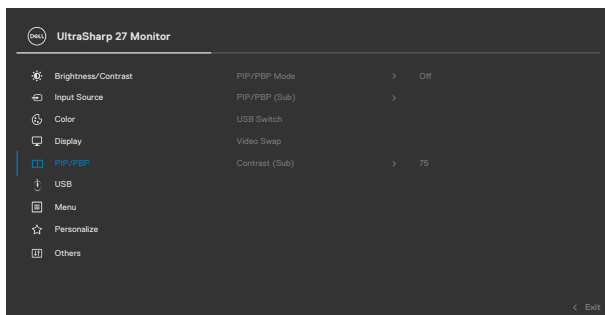 DELL UltraSharp 27 Monitor
Brightness/Contrast PIP/PBP Mode > Off
Input Source PIP/PBP (Sub) >
Color USB Switch
Display Video Swap
PIP/PBP Contrast (Sub) > 75
USB
Menu
Personalize
Others
< Exit